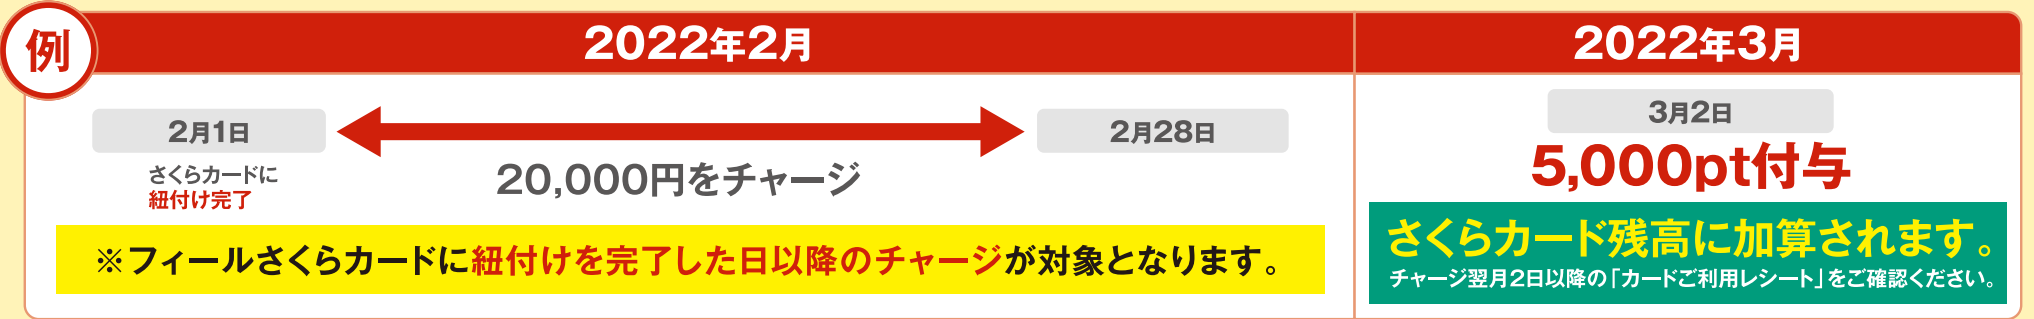 例
2022年2月
2月1日
さくらカードに
紐付け完了
20,000円をチャージ
2月28日
※フィールさくらカードに紐付けを完了した日以降のチャージが対象となります。
2022年3月
3月2日
5,000pt付与
さくらカード残高に加算されます。
チャージ翌月2日以降の「カードご利用レシート」をご確認ください。